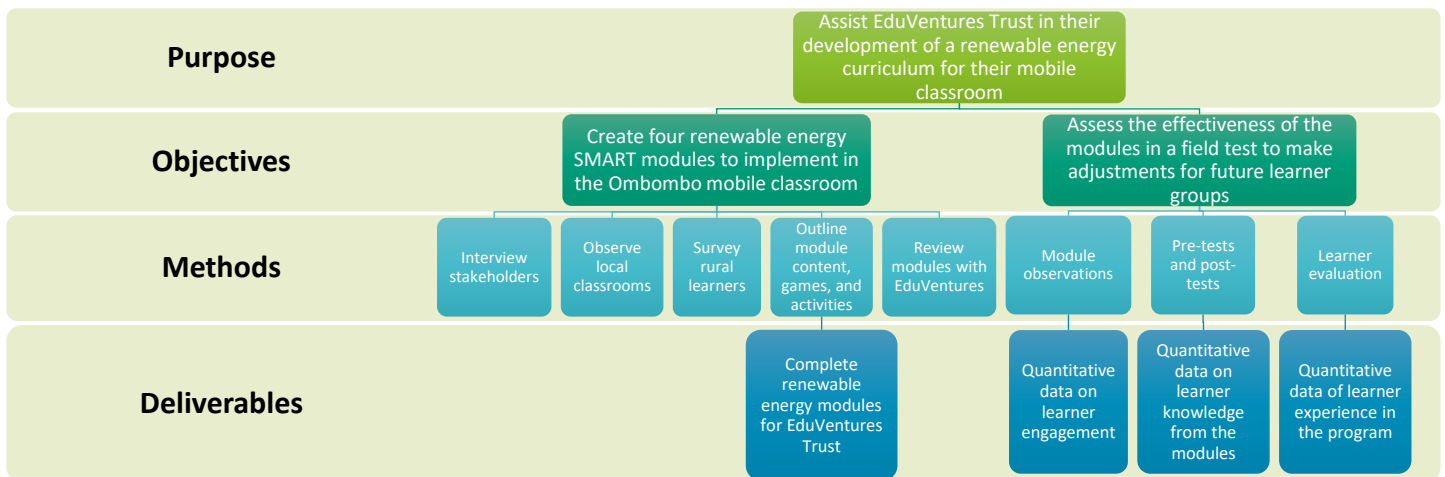 Purpose
Assist EduVentures Trust in their
development of a renewable energy
curriculum for their mobile
classroom
Objectives
Create four renewable energy
SMART modules to implement in
the Ombombo mobile classroom
Assess the effectiveness of the
modules in a field test to make
adjustments for future learner
groups
Methods
Interview
stakeholders
Observe
local
classrooms
Survey
rural
learners
Outline
module
content,
games, and
activities
Review
modules with
EduVentures
Module
observations
Pre-tests
and post-
tests
Learner
evaluation
Deliverables
Complete
renewable
energy modules
for EduVentures
Trust
Quantitative
data on
learner
engagement
Quantitative
data on
learner
knowledge
from the
modules
Quantitative
data of learner
experience in
the program